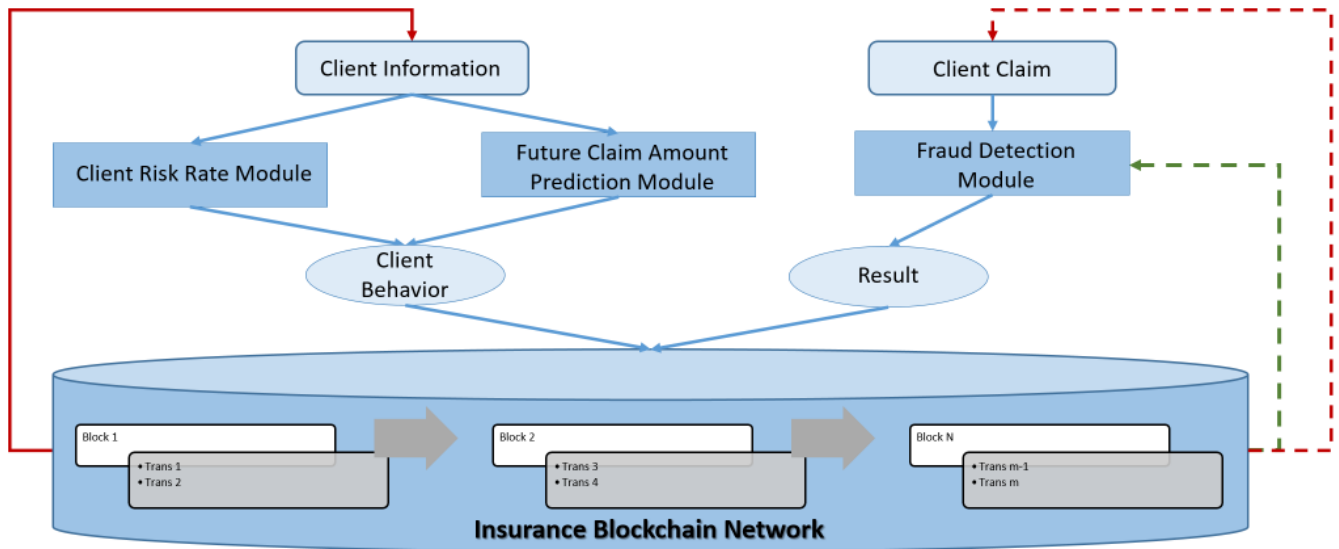 Client Information
Client Claim
Client Risk Rate Module
Future Claim Amount
Prediction Module
Fraud Detection
Module
Client
Behavior
Result
Block 1
• Trans 1
• Trans 2
Block 2
• Trans 3
• Trans 4
Block N
• Trans m-1
• Trans m
Insurance Blockchain Network